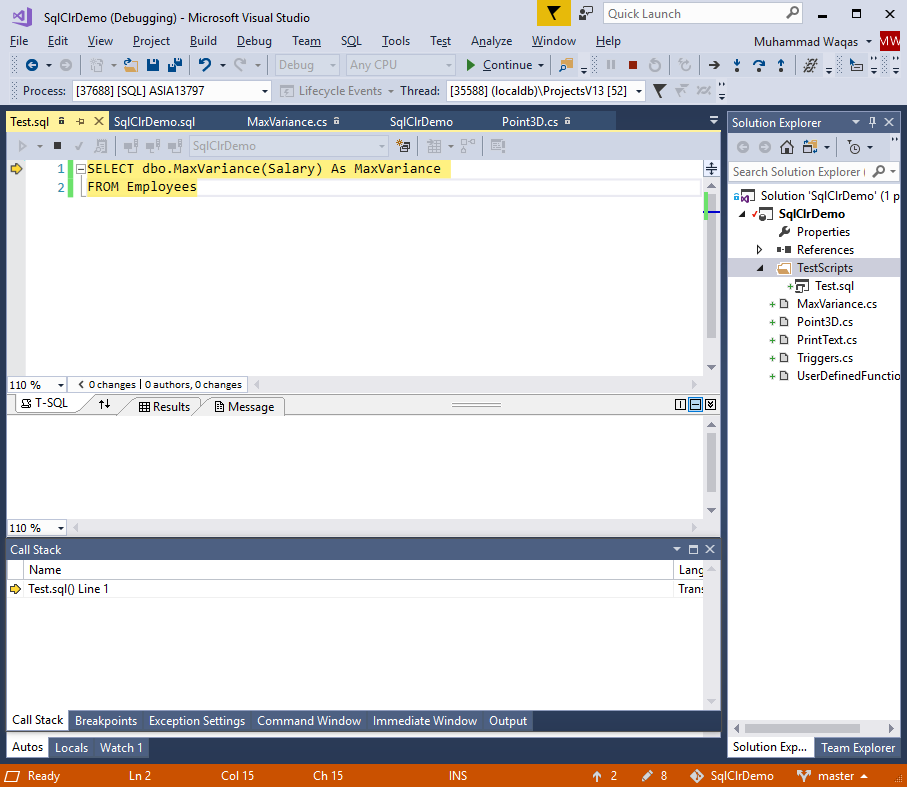 SqlClrDemo (Debugging) - Microsoft Visual Studio
Quick Launch
File Edit View Project Build Debug Team SQL Tools Test Analyze Window Help
Muhammad Waqas MW
Debug Any CPU Continue
Process: [37688] [SQL] ASIA13797 Lifecycle Events Thread: [35588] (localdb)\ProjectsV13 [52]
Test.sql SqlClrDemo.sql MaxVariance.cs SqlClrDemo Point3D.cs
SqlClrDemo
1 SELECT dbo.MaxVariance(Salary) As MaxVariance
2 FROM Employees
110 % 0 changes | 0 authors, 0 changes
T-SQL Results Message
110 %
Call Stack
Name Lang
Test.sql() Line 1 Trans
Call Stack Breakpoints Exception Settings Command Window Immediate Window Output
Autos Locals Watch 1
Solution Explorer
Search Solution Explorer (
Solution 'SqlClrDemo' (1 p
SqlClrDemo
Properties
References
TestScripts
Test.sql
MaxVariance.cs
Point3D.cs
PrintText.cs
Triggers.cs
UserDefinedFunctio
Solution Exp... Team Explorer
Ready Ln 2 Col 15 Ch 15 INS 2 8 SqlClrDemo master